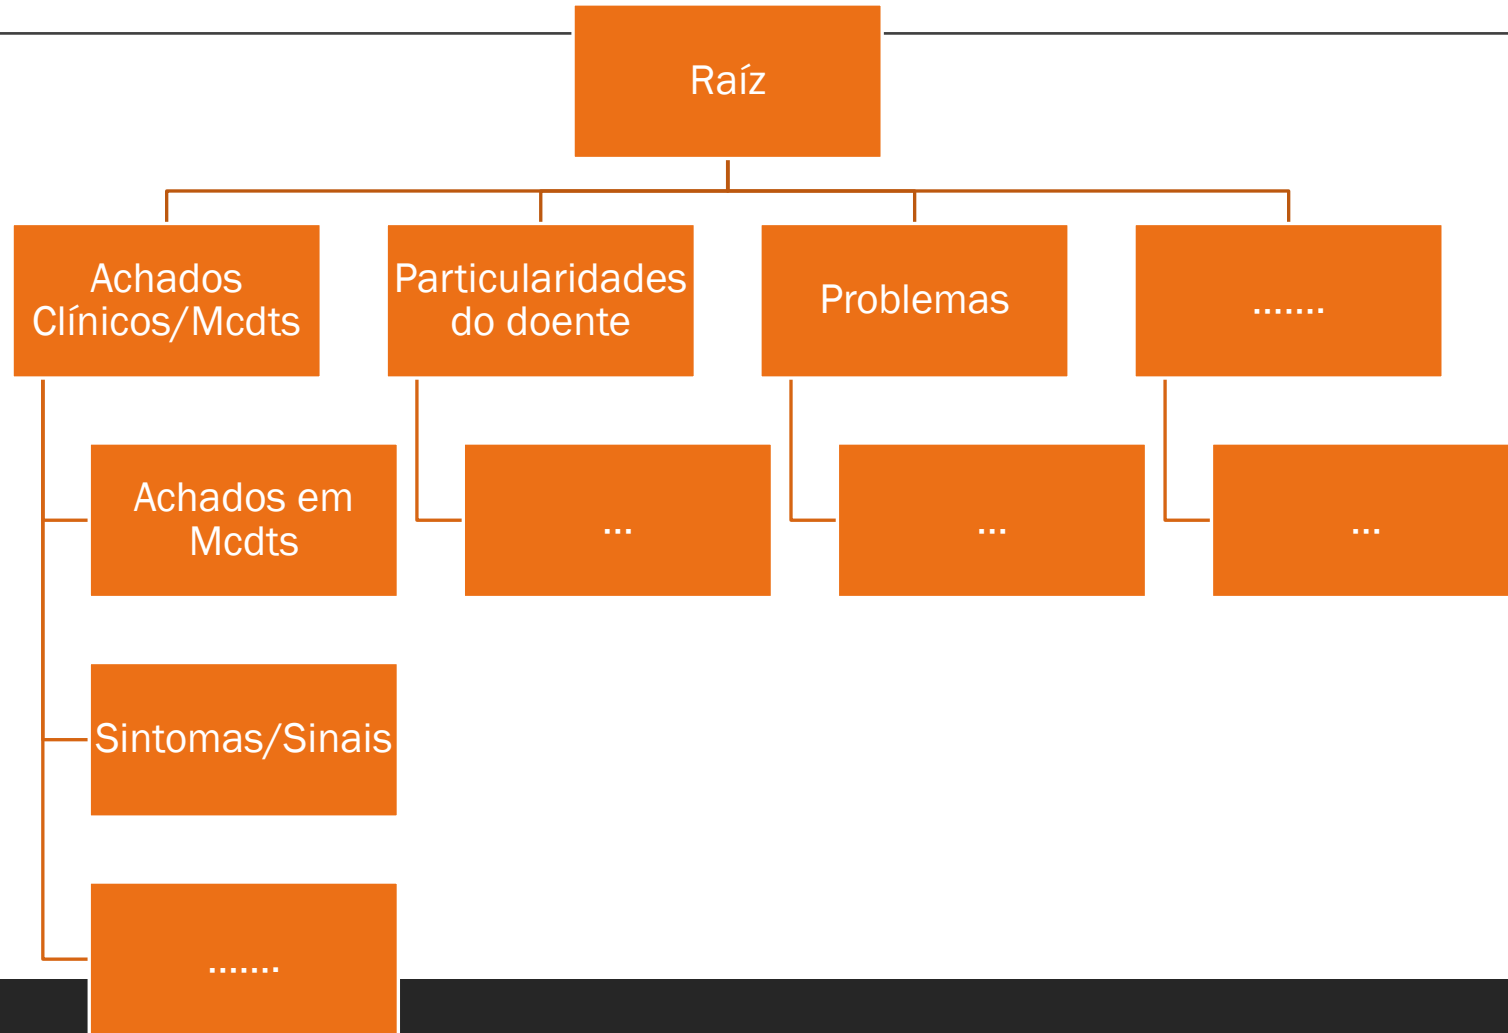 Raíz
Achados
Clínicos/Mcdts
Particularidades
do doente
Problemas
.......
Achados em
Mcdts
...
...
...
Sintomas/Sinais
.......